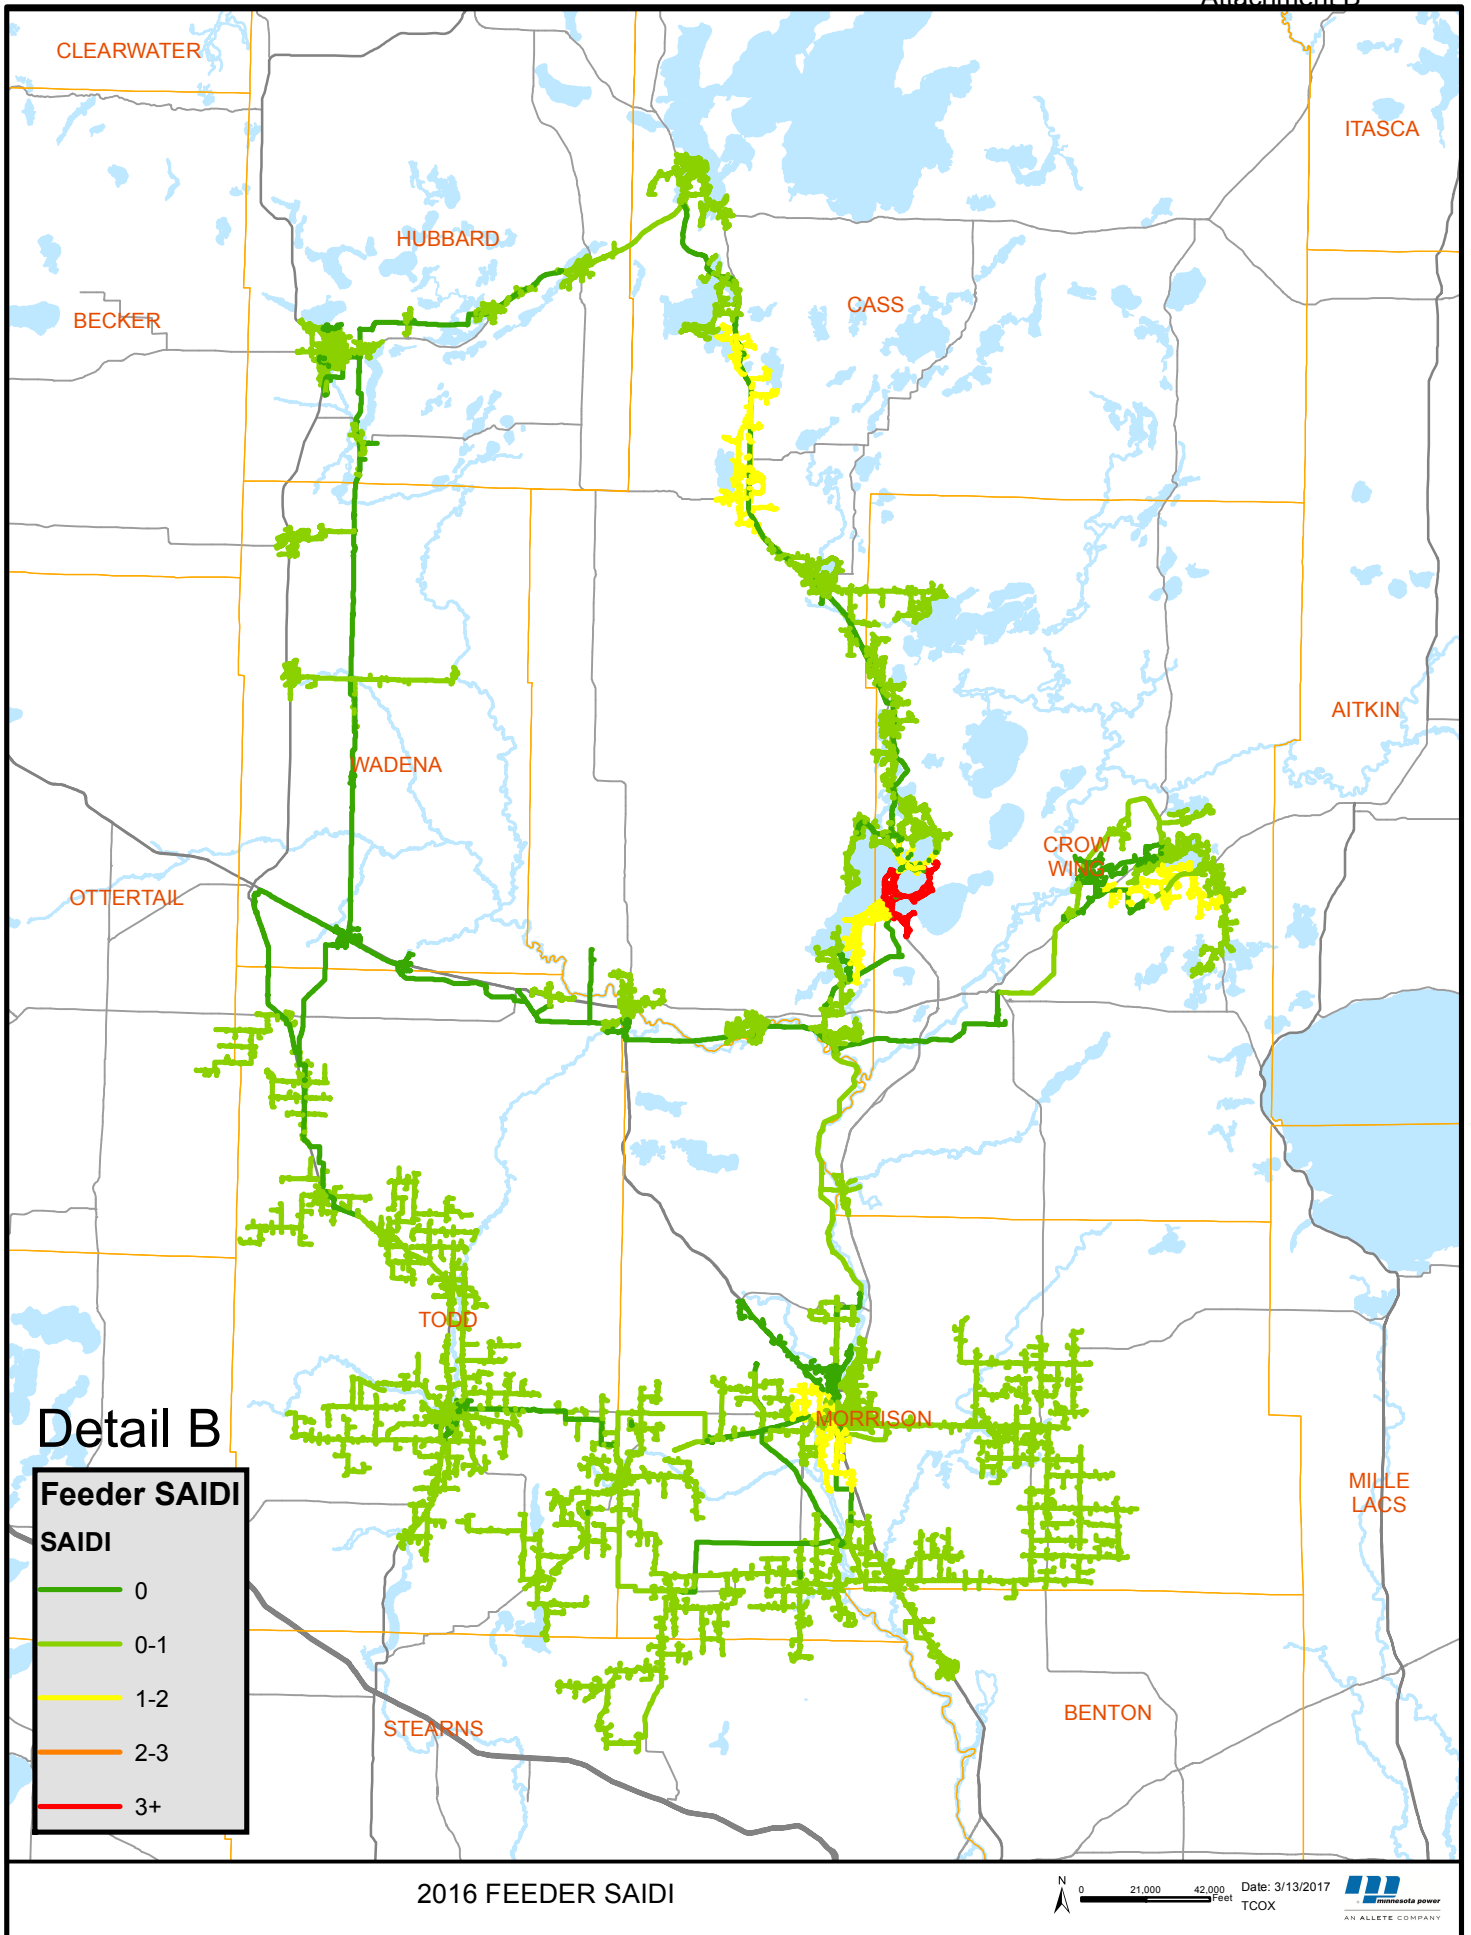 Attachment B
CLEARWATER
ITASCA
HUBBARD
CASS
BECKER
AITKIN
WADENA
CROW
WING
OTTERTAIL
TODD
MORRISON
Detail B
MILLE
LACS
Feeder SAIDI
SAIDI
0
0-1
1-2
2-3
3+
BENTON
STEARNS
2016 FEEDER SAIDI
N
0 21,000 42,000
Feet
Date: 3/13/2017
TCOX
minnesota power
AN ALLETE COMPANY